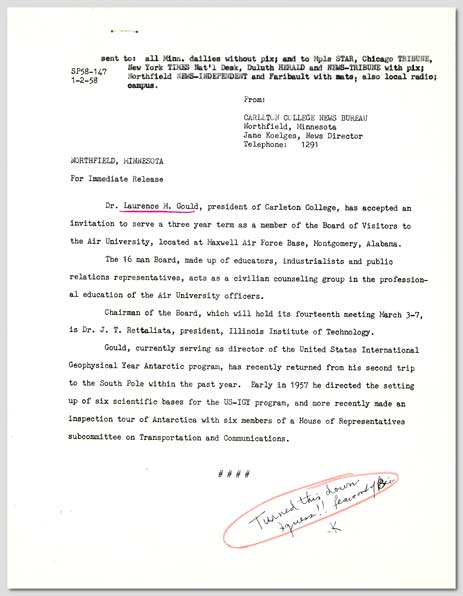 sent to: all Minn. dailies without pix; and to Mpls STAR, Chicago TRIBUNE,
SP58-147 New York TIMES Nat'l Desk, Duluth HERALD and NEWS-TRIBUNE with pix;
1-2-58 Northfield NEWS-INDEPENDENT and Faribault with mats, also local radio;
campus.
From:
CARLETON COLLEGE NEWS BUREAU
Northfield, Minnesota
Jane Koelges, News Director
Telephone: 1291
NORTHFIELD, MINNESOTA
For Immediate Release
Dr. Laurence M. Gould, president of Carleton College, has accepted an
invitation to serve a three year term as a member of the Board of Visitors to
the Air University, located at Maxwell Air Force Base, Montgomery, Alabama.
The 16 man Board, made up of educators, industrialists and public
relations representatives, acts as a civilian counseling group in the profession-
al education of the Air University officers.
Chairman of the Board, which will hold its fourteenth meeting March 3-7,
is Dr. J. T. Rettaliata, president, Illinois Institute of Technology.
Gould, currently serving as director of the United States International
Geophysical Year Antarctic program, has recently returned from his second trip
to the South Pole within the past year. Early in 1957 he directed the setting
up of six scientific bases for the US-IGY program, and more recently made an
inspection tour of Antarctica with six members of a House of Representatives
subcommittee on Transportation and Communications.
# # # #
Turned this down
I guess!!
K